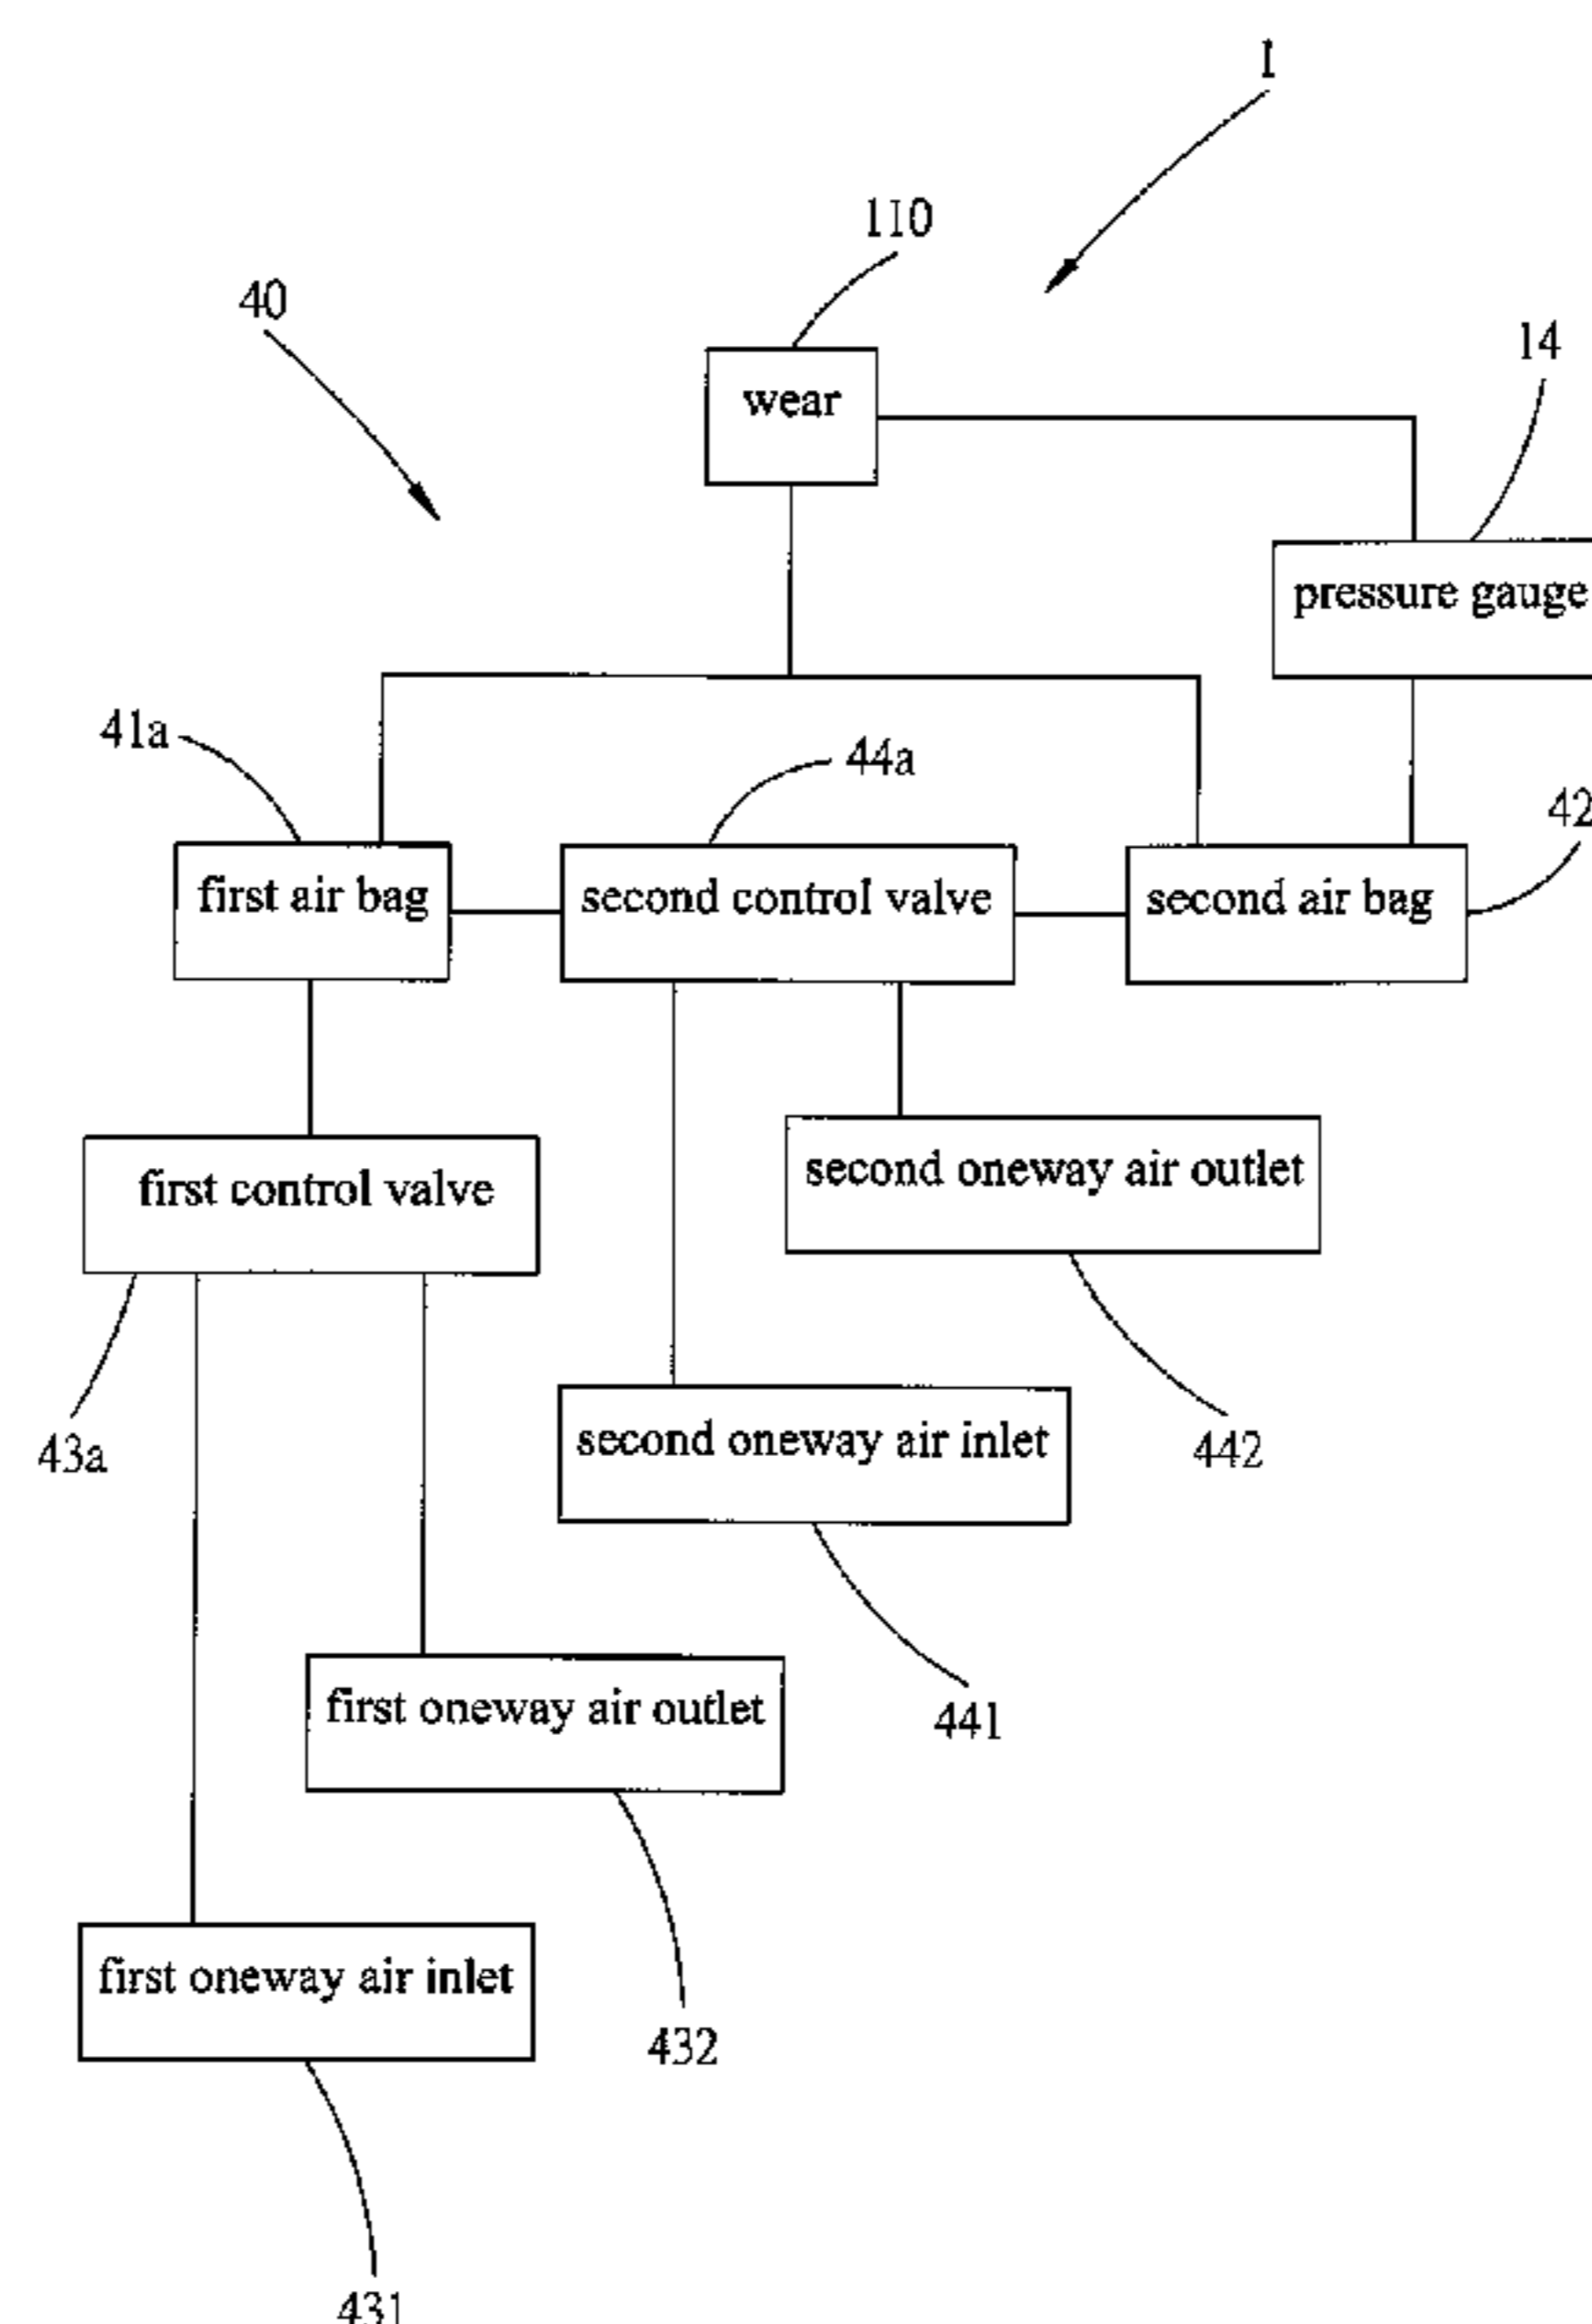 1
110
40
14
wear
pressure gauge
41a
44a
42
first air bag
second control valve
second air bag
second oneway air outlet
first control valve
second oneway air inlet
43a
442
first oneway air outlet
441
first oneway air inlet
432
431